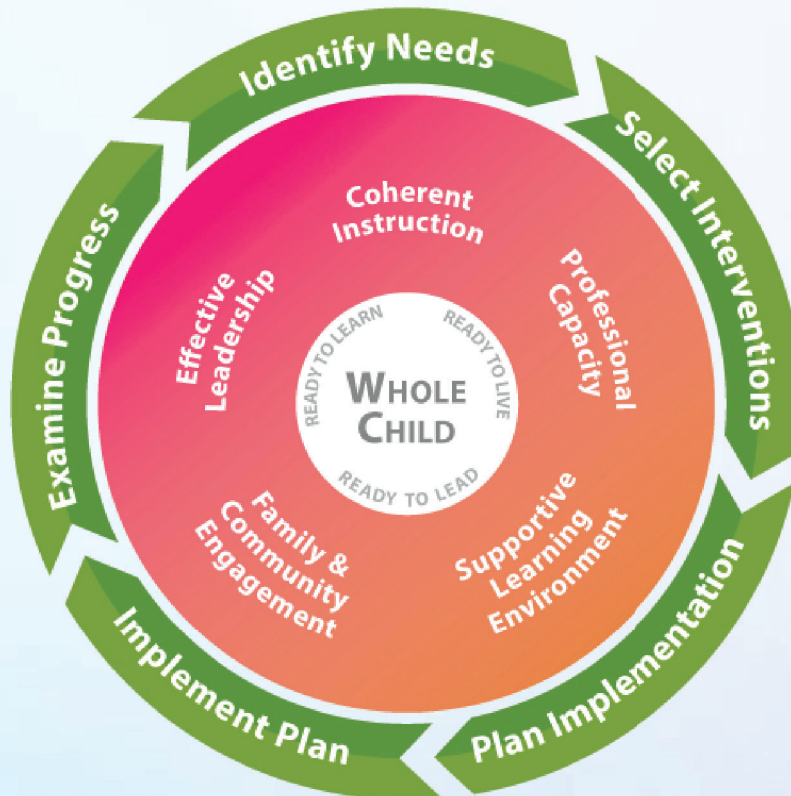 Identify Needs
Select Interventions
Plan Implementation
Implement Plan
Examine Progress
Coherent
Instruction
Professional
Capacity
Supportive
Learning
Environment
Family &
Community
Engagement
Effective
Leadership
READY TO LEARN
READY TO LIVE
READY TO LEAD
WHOLE
CHILD